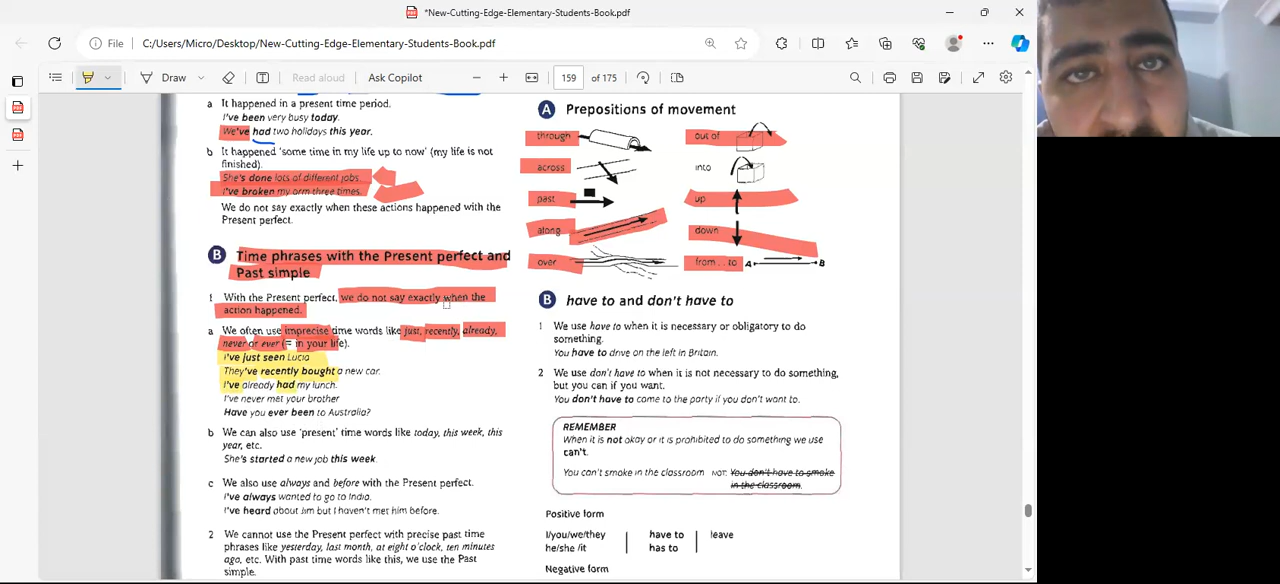 *New-Cutting-Edge-Elementary-Students-Book.pdf
File C:/Users/Micro/Desktop/New-Cutting-Edge-Elementary-Students-Book.pdf
Draw Read aloud Ask Copilot 159 of 175
a It happened in a present time period.
I've been very busy today.
We've had two holidays this year.
b It happened 'some time in my life up to now' (my life is not
finished).
She's done lots of different jobs.
I've broken my arm three times.
We do not say exactly when these actions happened with the
Present perfect.
B Time phrases with the Present perfect and
Past simple
1 With the Present perfect, we do not say exactly when the
action happened.
a We often use imprecise time words like just, recently, already,
never or ever (= in your life).
I've just seen Lucia
They've recently bought a new car.
I've already had my lunch.
I've never met your brother
Have you ever been to Australia?
b We can also use 'present' time words like today, this week, this
year, etc.
She's started a new job this week.
c We also use always and before with the Present perfect.
I've always wanted to go to India.
I've heard about Jim but I haven't met him before.
2 We cannot use the Present perfect with precise past time
phrases like yesterday, last month, at eight o'clock, ten minutes
ago, etc. With past time words like this, we use the Past
simple.
A Prepositions of movement
through out of
across into
past up
along down
over from . . to A B
B have to and don't have to
1 We use have to when it is necessary or obligatory to do
something.
You have to drive on the left in Britain.
2 We use don't have to when it is not necessary to do something,
but you can if you want.
You don't have to come to the party if you don't want to.
REMEMBER
When it is not okay or it is prohibited to do something we use
can't.
You can't smoke in the classroom NOT: You don't have to smoke
in the classroom.
Positive form
I/you/we/they have to leave
he/she/it has to
Negative form